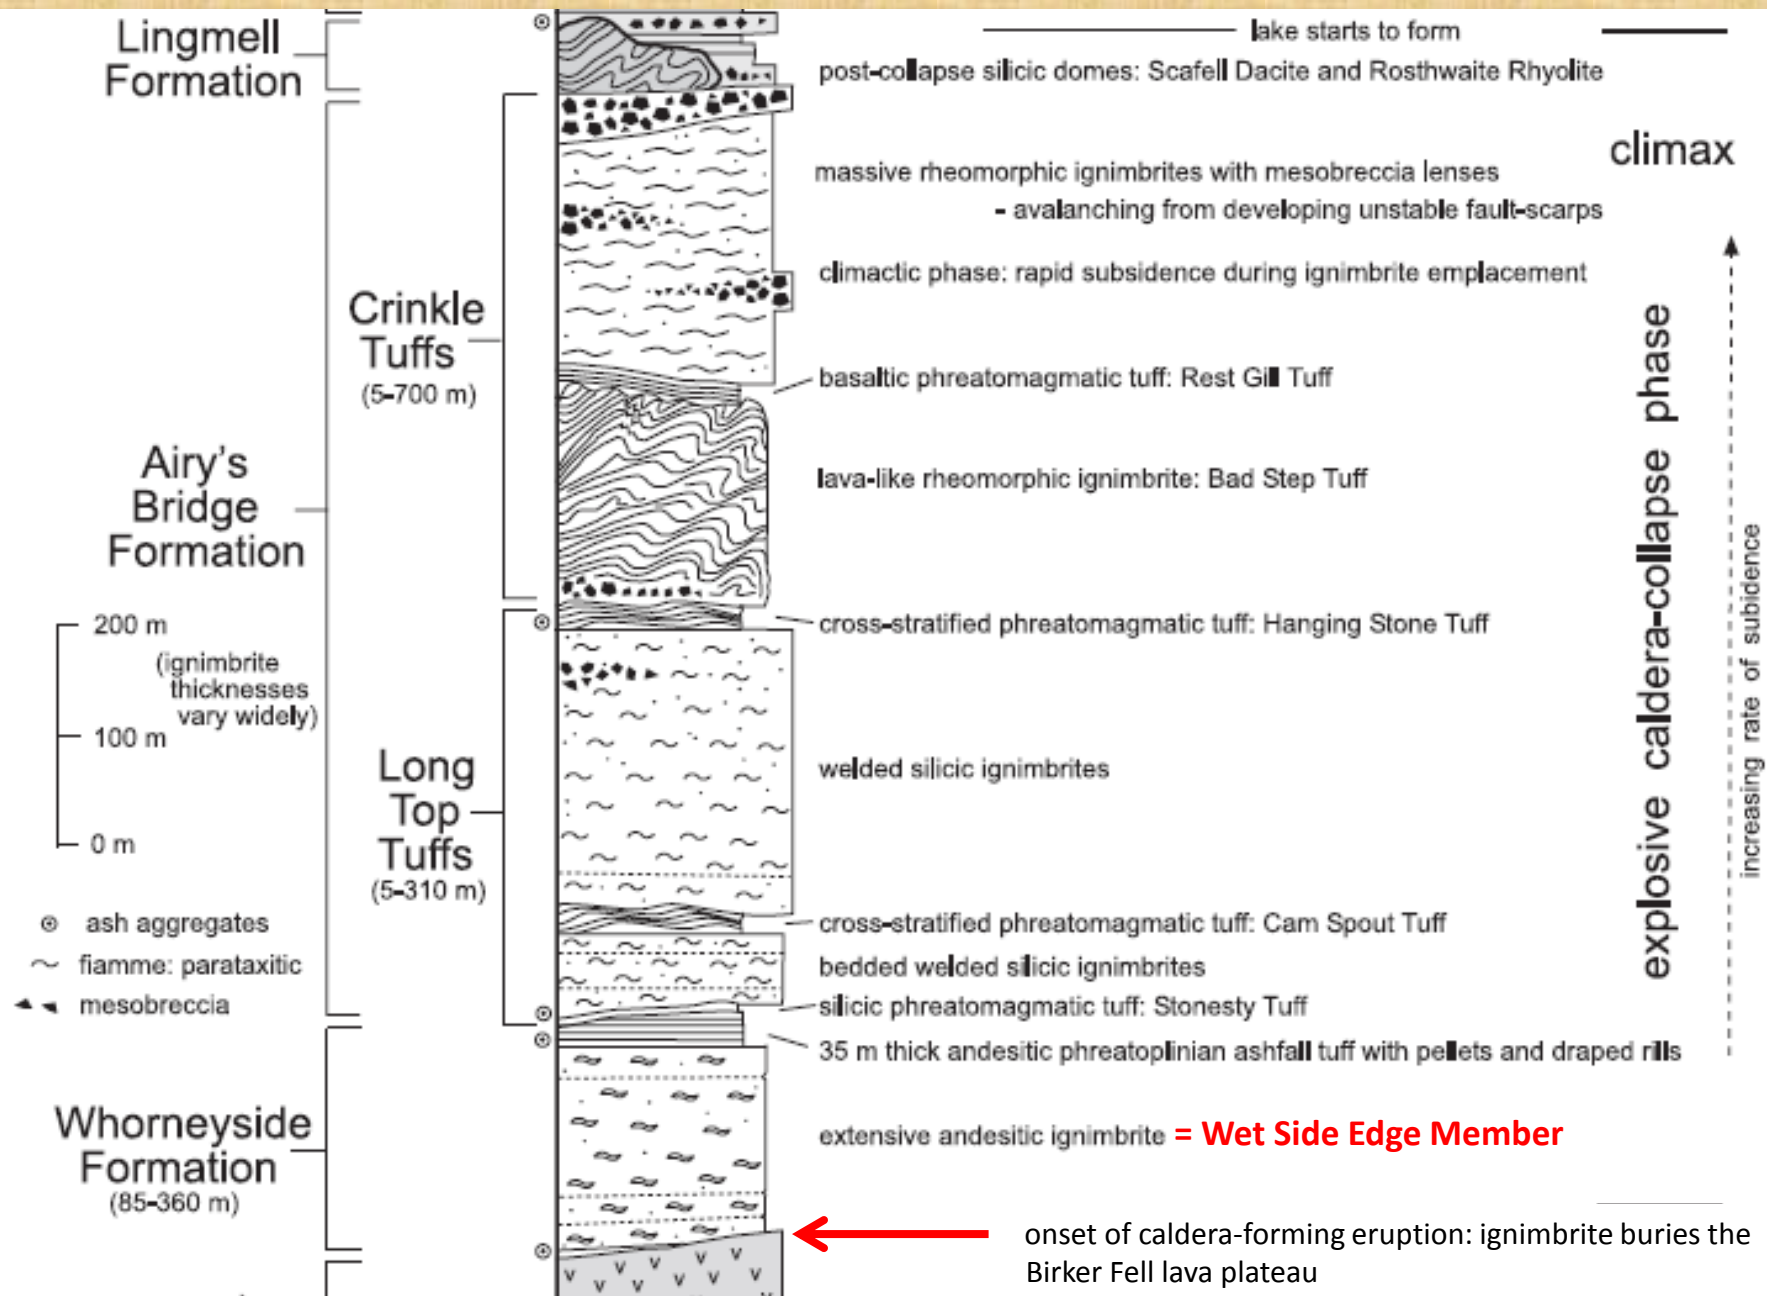 Lingmell
Formation
lake starts to form
post-collapse silicic domes: Scafell Dacite and Rosthwaite Rhyolite
climax
massive rheomorphic ignimbrites with mesobreccia lenses
- avalanching from developing unstable fault-scarps
climactic phase: rapid subsidence during ignimbrite emplacement
Crinkle
Tuffs
(5-700 m)
basaltic phreatomagmatic tuff: Rest Gill Tuff
lava-like rheomorphic ignimbrite: Bad Step Tuff
Airy's
Bridge
Formation
explosive caldera-collapse phase
increasing rate of subidence
200 m
(ignimbrite
thicknesses
vary widely)
100 m
0 m
cross-stratified phreatomagmatic tuff: Hanging Stone Tuff
Long
Top
Tuffs
(5-310 m)
welded silicic ignimbrites
ash aggregates
fiamme: parataxitic
mesobreccia
cross-stratified phreatomagmatic tuff: Cam Spout Tuff
bedded welded silicic ignimbrites
silicic phreatomagmatic tuff: Stonesty Tuff
35 m thick andesitic phreatoplinian ashfall tuff with pellets and draped rills
Whorneyside
Formation
(85-360 m)
extensive andesitic ignimbrite = Wet Side Edge Member
onset of caldera-forming eruption: ignimbrite buries the
Birker Fell lava plateau